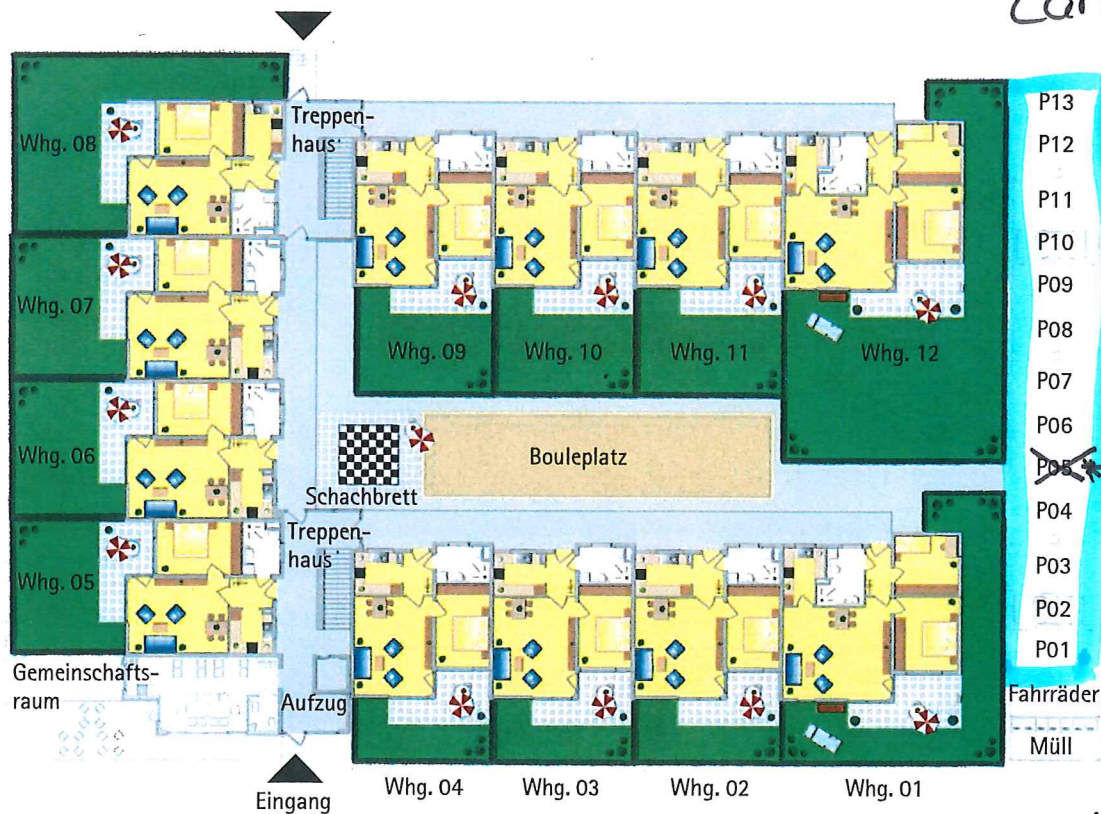 P13
Treppen-
haus
Whg. 08
P12
P11
P10
P09
Whg. 07
P08
Whg. 09
Whg. 10
Whg. 11
Whg. 12
P07
P06
Whg. 06
Bouleplatz
P05
Schachbrett
P04
Treppen-
haus
P03
Whg. 05
P02
P01
Gemeinschafts-
raum
Aufzug
Fahrräder
Müll
Whg. 04
Whg. 03
Whg. 02
Whg. 01
Eingang